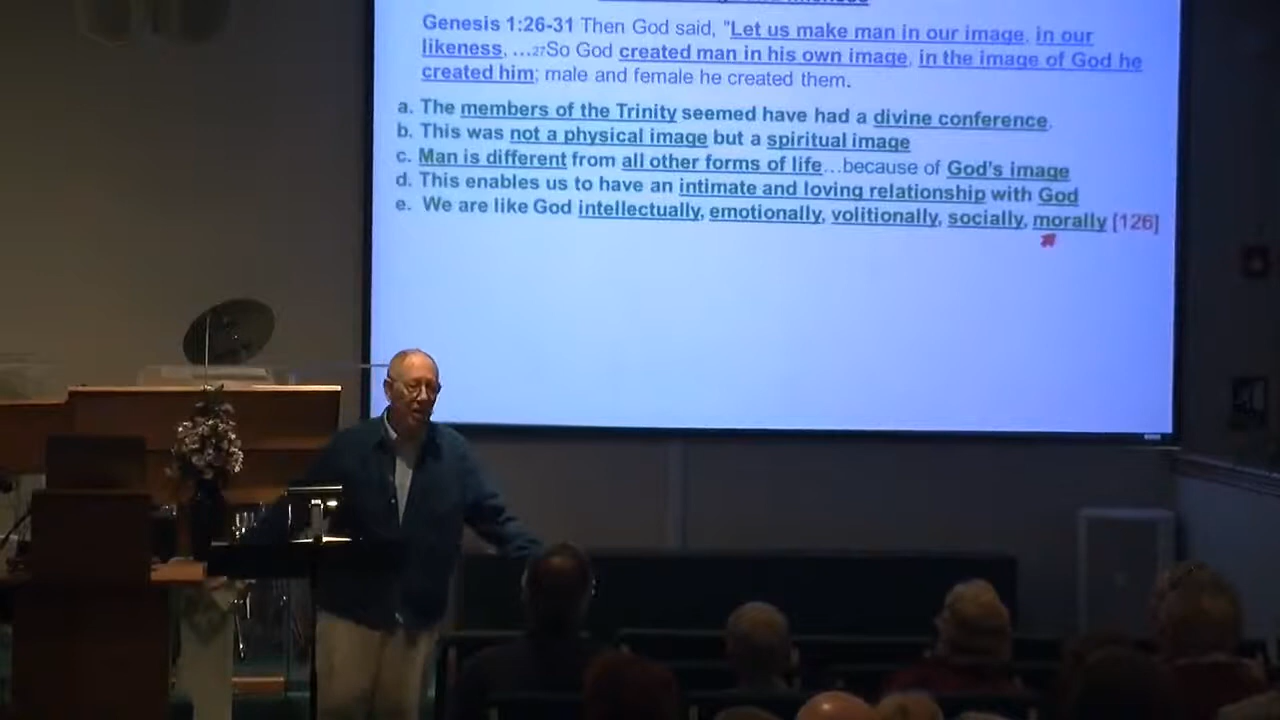 Genesis 1:26-31 Then God said, "Let us make man in our image, in our
likeness, ...27So God created man in his own image, in the image of God he
created him; male and female he created them.
a. The members of the Trinity seemed have had a divine conference.
b. This was not a physical image but a spiritual image
c. Man is different from all other forms of life...because of God's image
d. This enables us to have an intimate and loving relationship with God
e. We are like God intellectually, emotionally, volitionally, socially, morally [126]